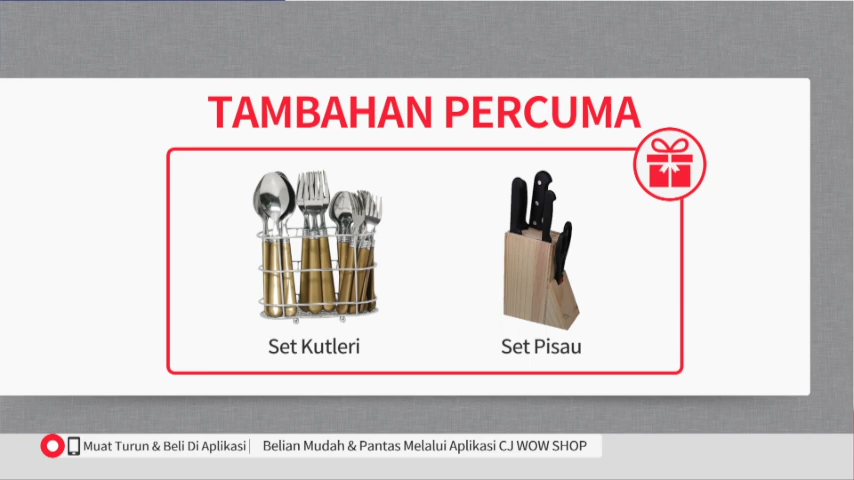 TAMBAHAN PERCUMA
Set Kutleri
Set Pisau
Muat Turun & Beli Di Aplikasi
Belian Mudah & Pantas Melalui Aplikasi CJ WOW SHOP